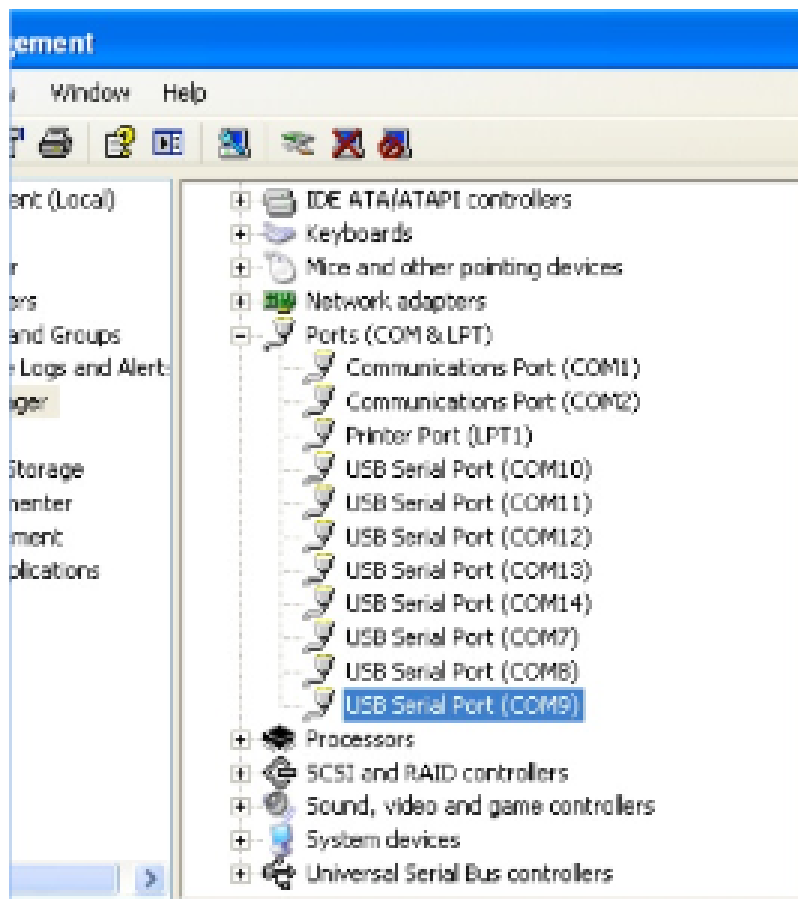 gement
Window Help
ent (Local)
r
ers
and Groups
e Logs and Alert:
ager
Storage
menter
ment
plications
IDE ATA/ATAPI controllers
Keyboards
Mice and other pointing devices
Network adapters
Ports (COM & LPT)
Communications Port (COM1)
Communications Port (COM2)
Printer Port (LPT1)
USB Serial Port (COM10)
USB Serial Port (COM11)
USB Serial Port (COM12)
USB Serial Port (COM13)
USB Serial Port (COM14)
USB Serial Port (COM7)
USB Serial Port (COM8)
USB Serial Port (COM9)
Processors
SCSI and RAID controllers
Sound, video and game controllers
System devices
Universal Serial Bus controllers